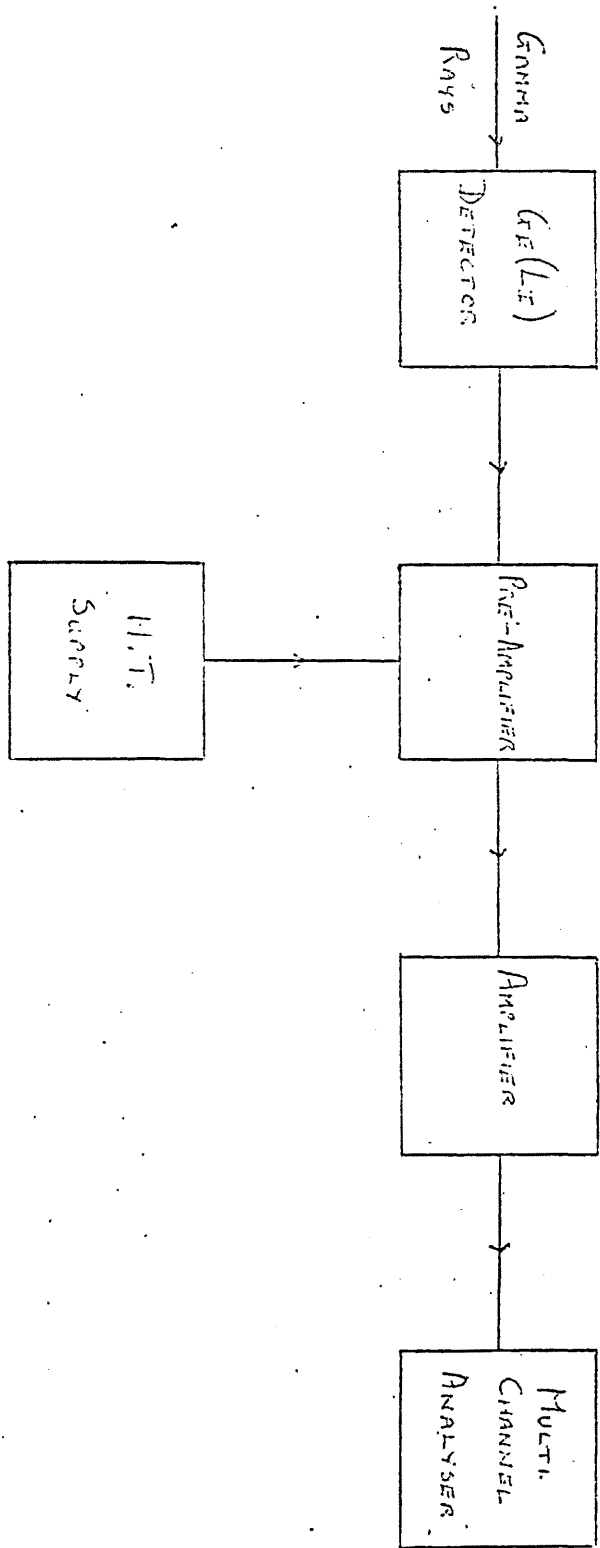 GAMMA
RAYS
GE(LI)
DETECTOR
PRE-AMPLIFIER
H.T.
SUPPLY
AMPLIFIER
MULTI.
CHANNEL
ANALYSER